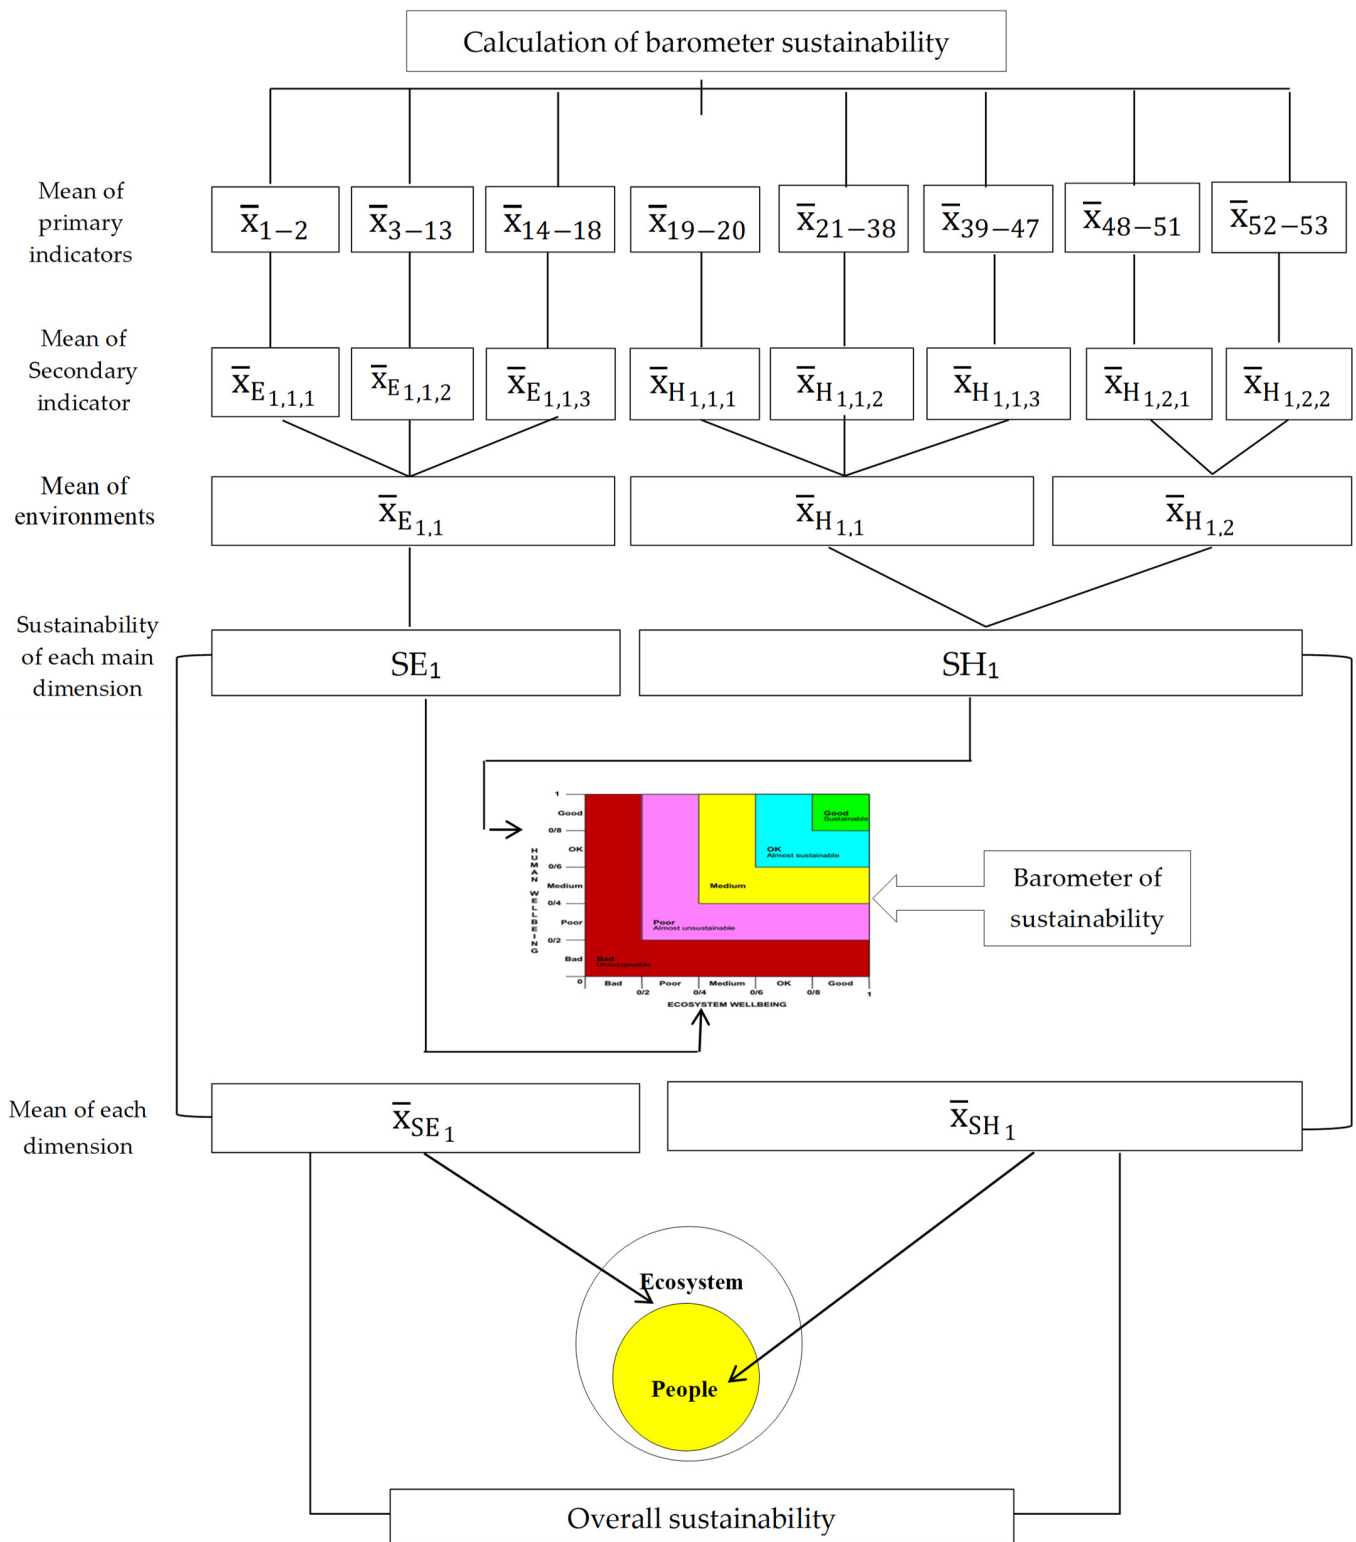 Calculation of barometer sustainability
Mean of
primary
indicators
x̅1−2
x̅3−13
x̅14−18
x̅19−20
x̅21−38
x̅39−47
x̅48−51
x̅52−53
Mean of
Secondary
indicator
x̅E1,1,1
x̅E1,1,2
x̅E1,1,3
x̅H1,1,1
x̅H1,1,2
x̅H1,1,3
x̅H1,2,1
x̅H1,2,2
Mean of
environments
x̅E1,1
x̅H1,1
x̅H1,2
Sustainability
of each main
dimension
SE1
SH1
HUMAN WELLBEING
1
Good
0/8
OK
0/6
Medium
0/4
Poor
0/2
Bad
0
Good
Sustainable
OK
Almost sustainable
Medium
Poor
Almost unsustainable
Bad
Unsustainable
Bad
0/2
Poor
0/4
Medium
0/6
OK
0/8
Good
1
ECOSYSTEM WELLBEING
Barometer of
sustainability
Mean of each
dimension
x̅SE1
x̅SH1
Ecosystem
People
Overall sustainability